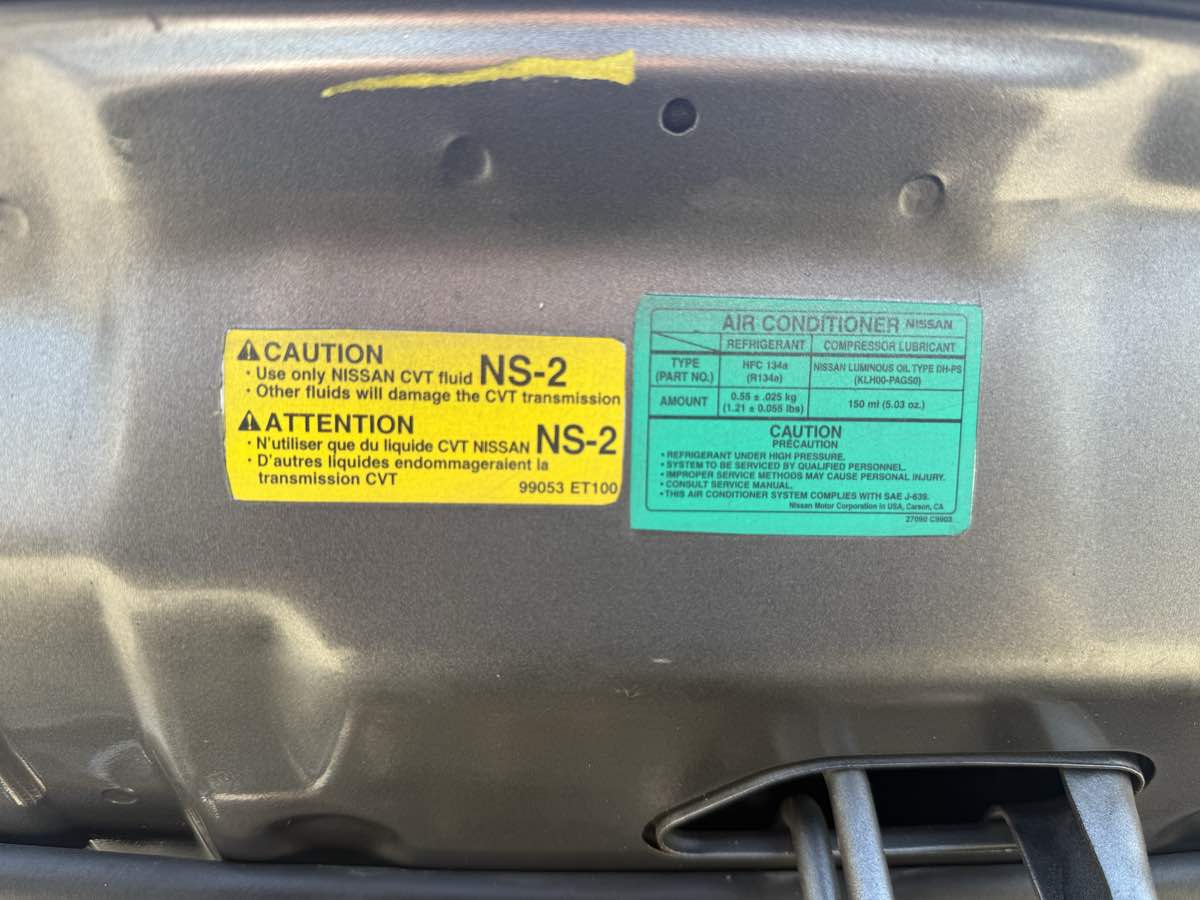 CAUTION
· Use only NISSAN CVT fluid NS-2
· Other fluids will damage the CVT transmission
ATTENTION
· N'utiliser que du liquide CVT NISSAN NS-2
· D'autres liquides endommageraient la
transmission CVT
99053 ET100
AIR CONDITIONER NISSAN
REFRIGERANT COMPRESSOR LUBRICANT
TYPE (PART NO.) HFC 134a (R134a) NISSAN LUMINOUS OIL TYPE DH-PS (KLH00-PAGS0)
AMOUNT 0.55 ± .025 kg (1.21 ± 0.055 lbs) 150 ml (5.03 oz.)
CAUTION
PRÉCAUTION
• REFRIGERANT UNDER HIGH PRESSURE.
• SYSTEM TO BE SERVICED BY QUALIFIED PERSONNEL.
• IMPROPER SERVICE METHODS MAY CAUSE PERSONAL INJURY.
• CONSULT SERVICE MANUAL.
• THIS AIR CONDITIONER SYSTEM COMPLIES WITH SAE J-639.
Nissan Motor Corporation in USA, Carson, CA
27090 C9903